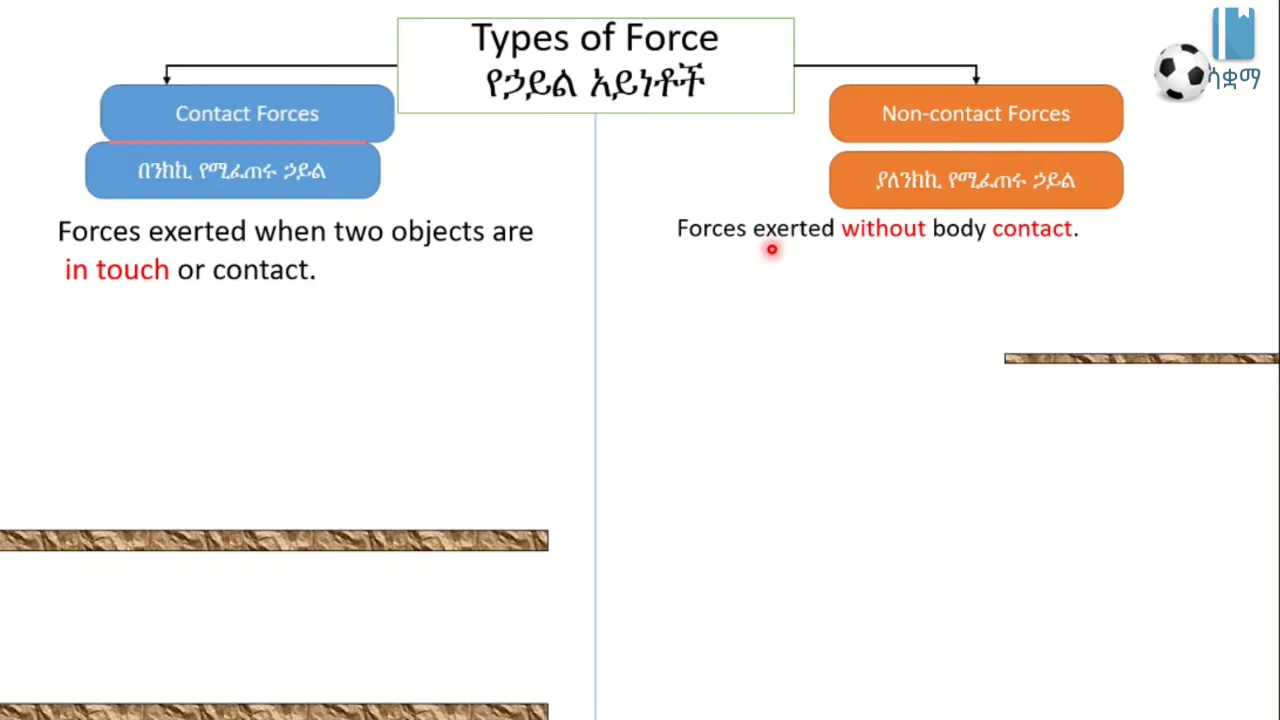 Types of Force
የኃይል አይነቶች
Contact Forces
በንክኪ የሚፈጠሩ ኃይል
Forces exerted when two objects are
in touch or contact.
Non-contact Forces
ያለንክኪ የሚፈጠሩ ኃይል
Forces exerted without body contact.
ሳቋማ